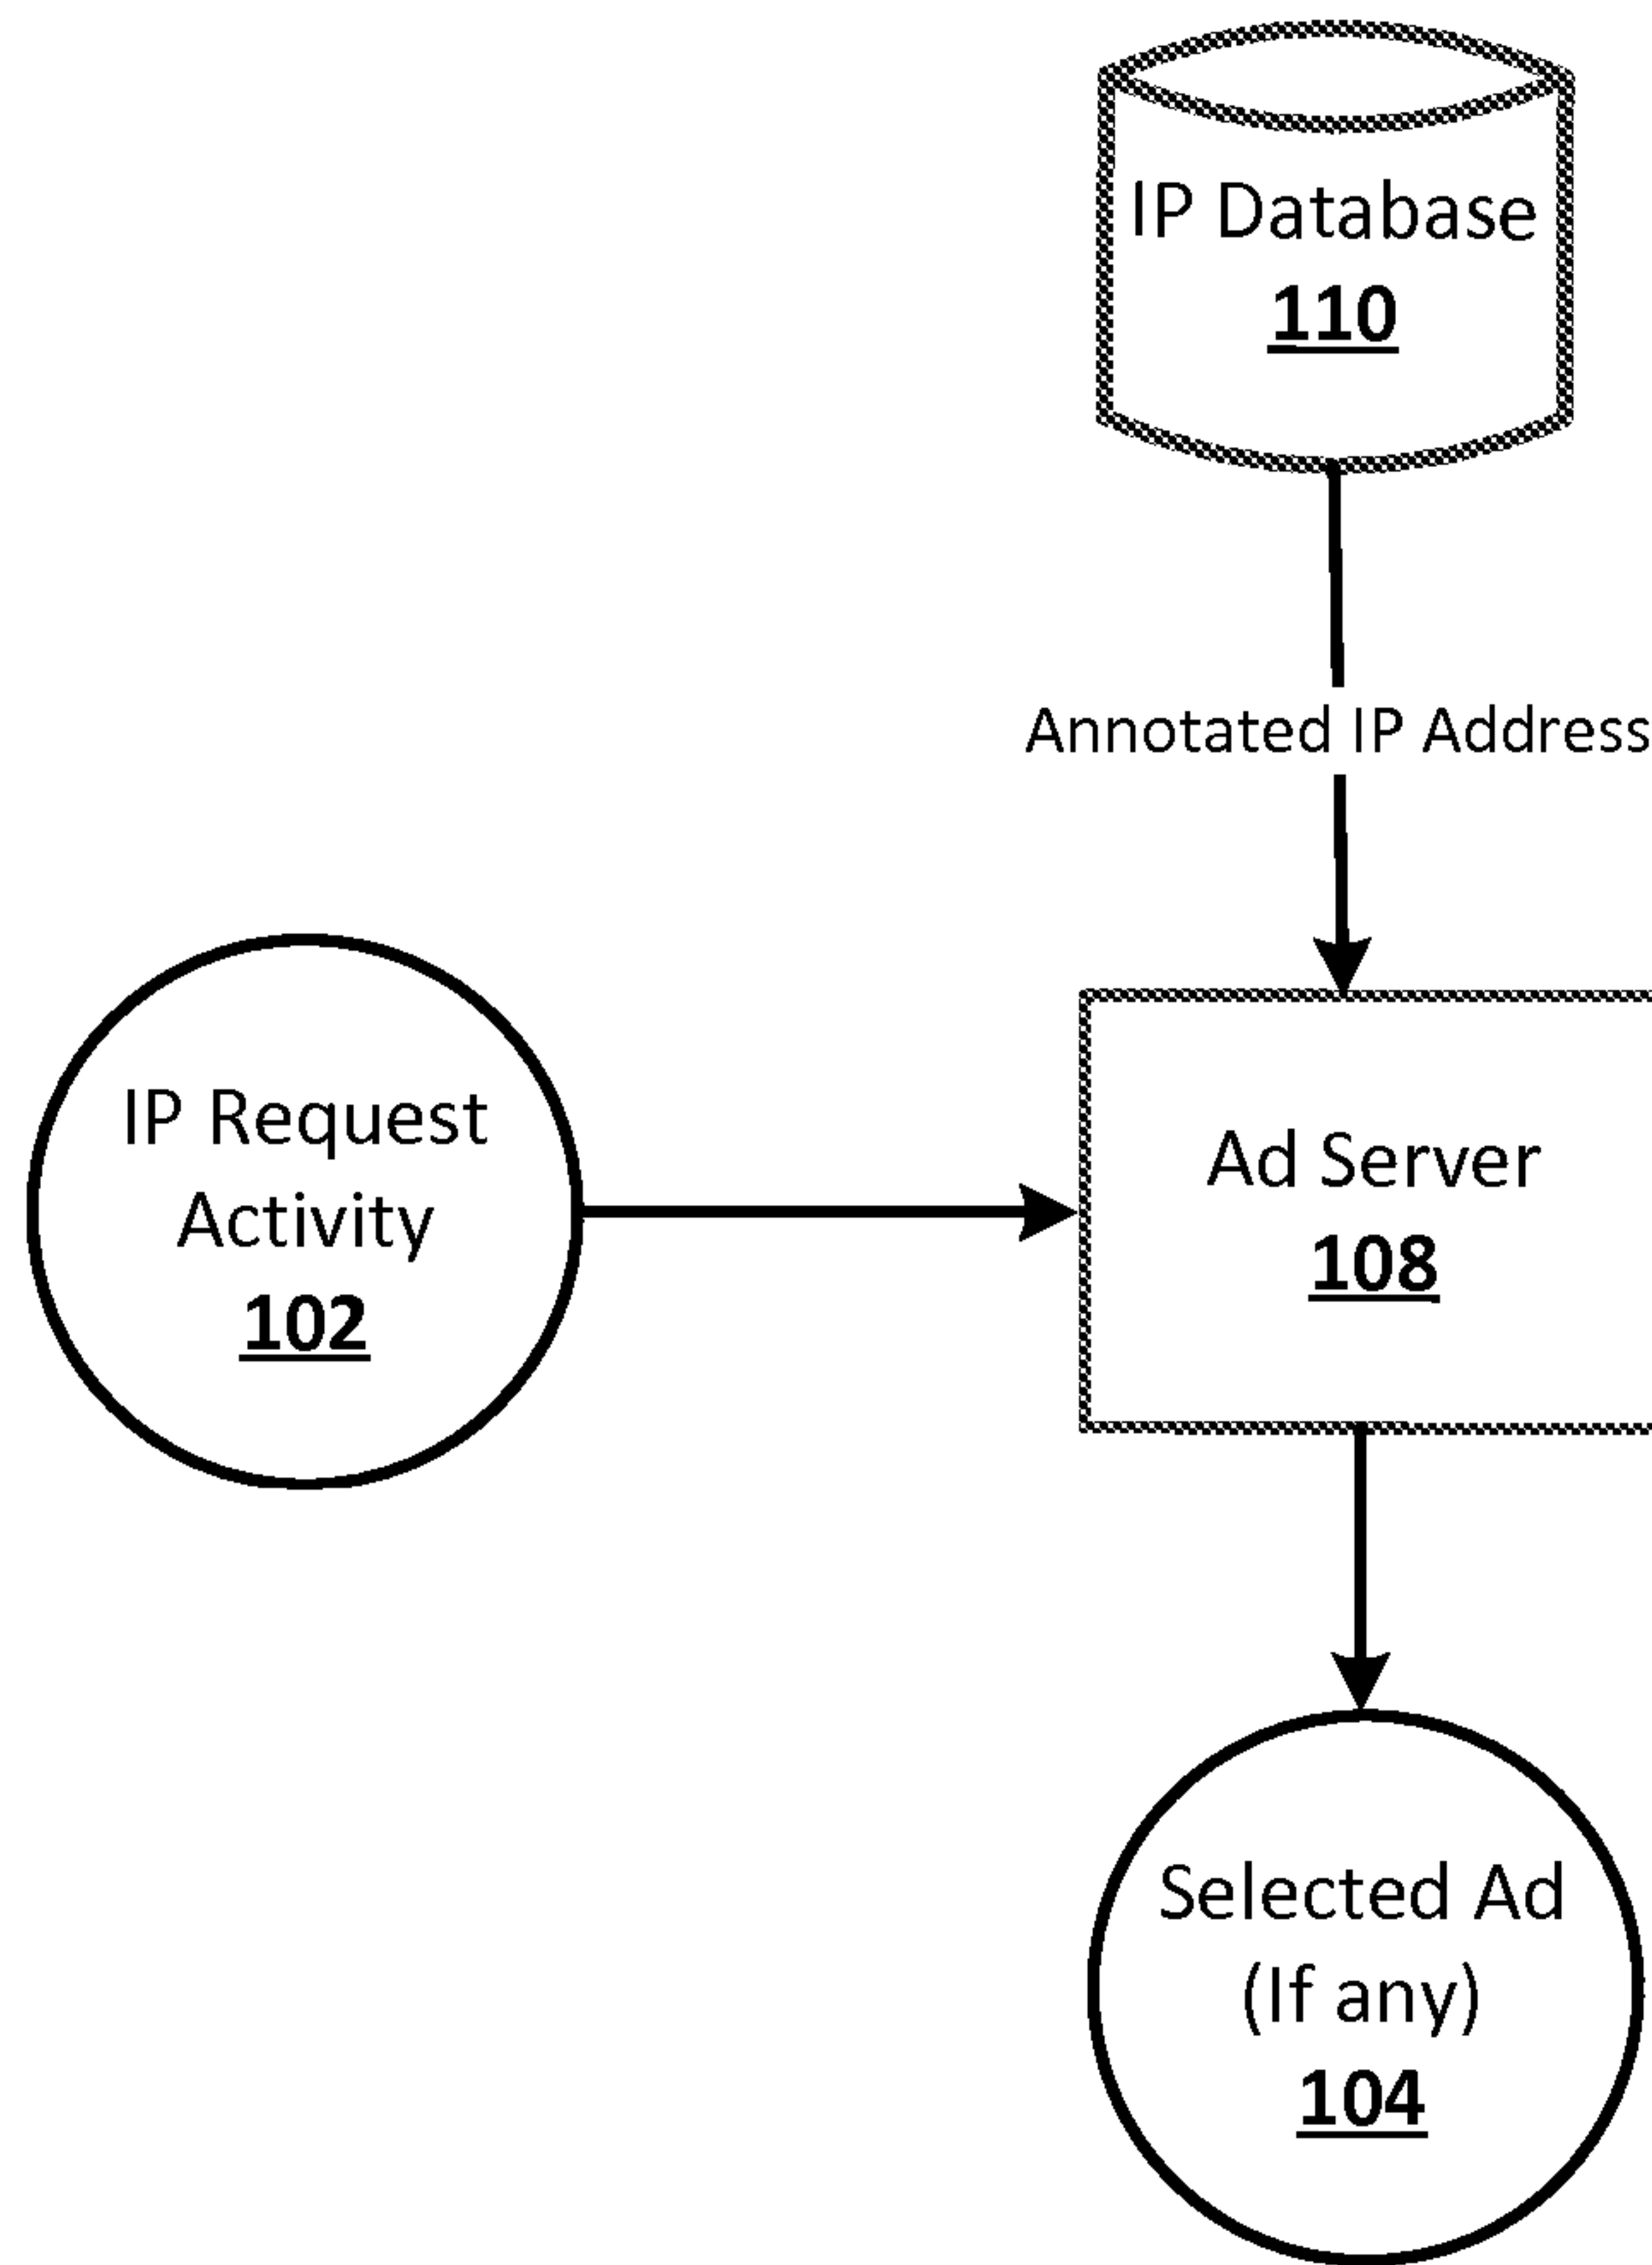 IP Database
110
Annotated IP Address
IP Request
Activity
102
Ad Server
108
Selected Ad
(If any)
104